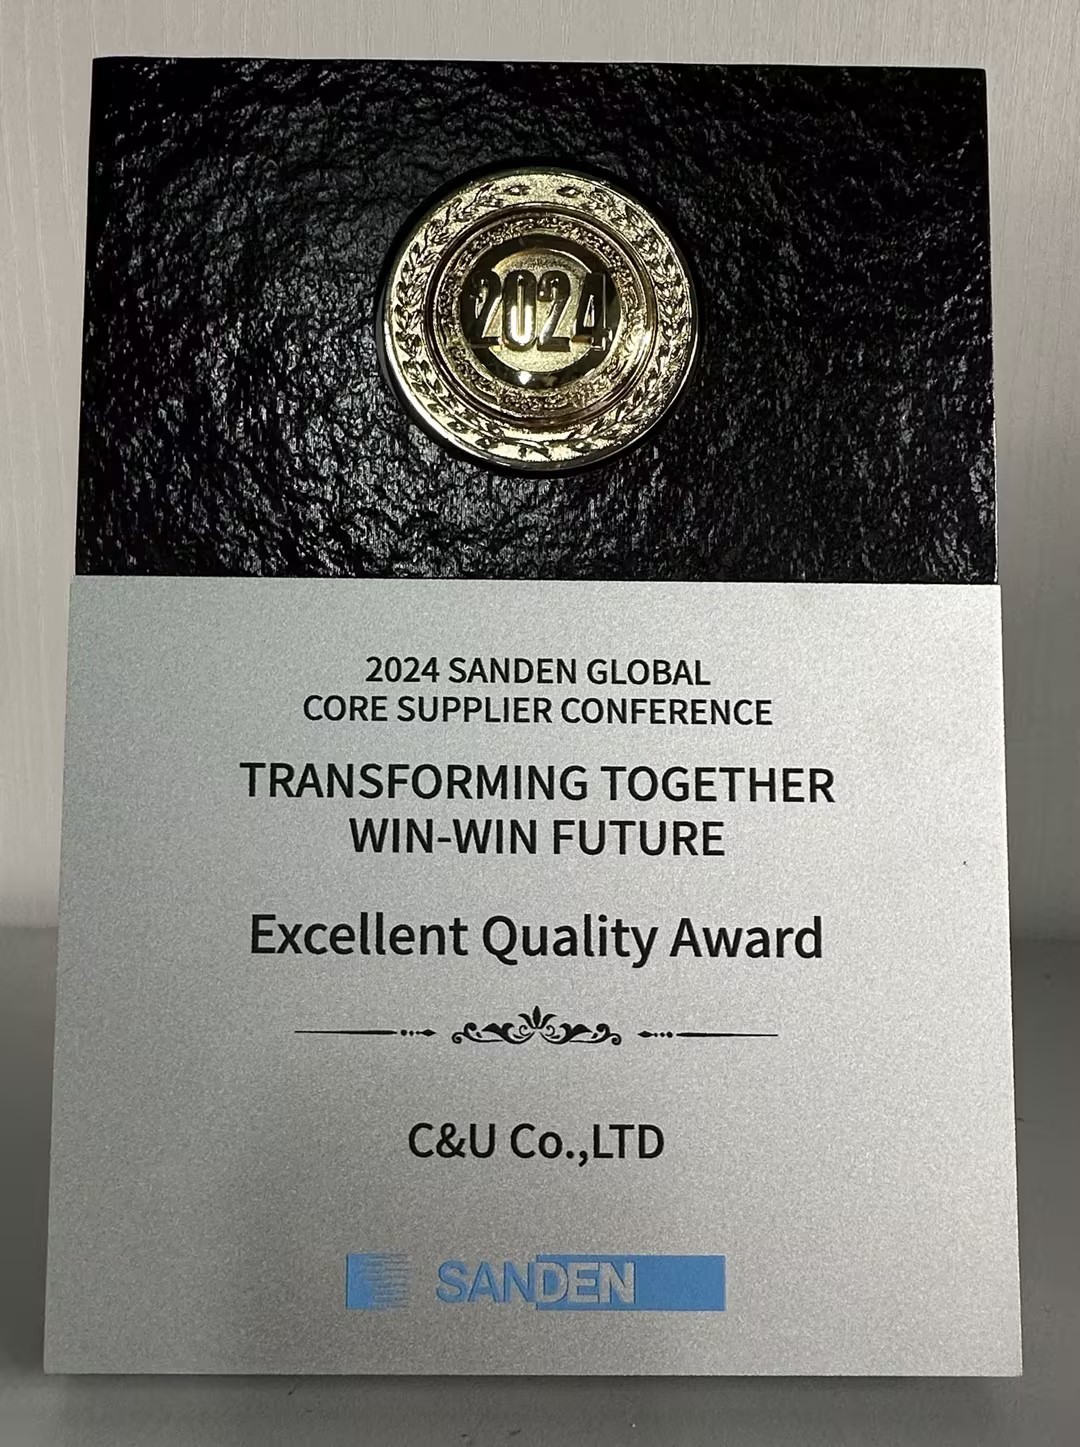 2024
2024 SANDEN GLOBAL
CORE SUPPLIER CONFERENCE
TRANSFORMING TOGETHER
WIN-WIN FUTURE
Excellent Quality Award
C&U Co.,LTD
SANDEN